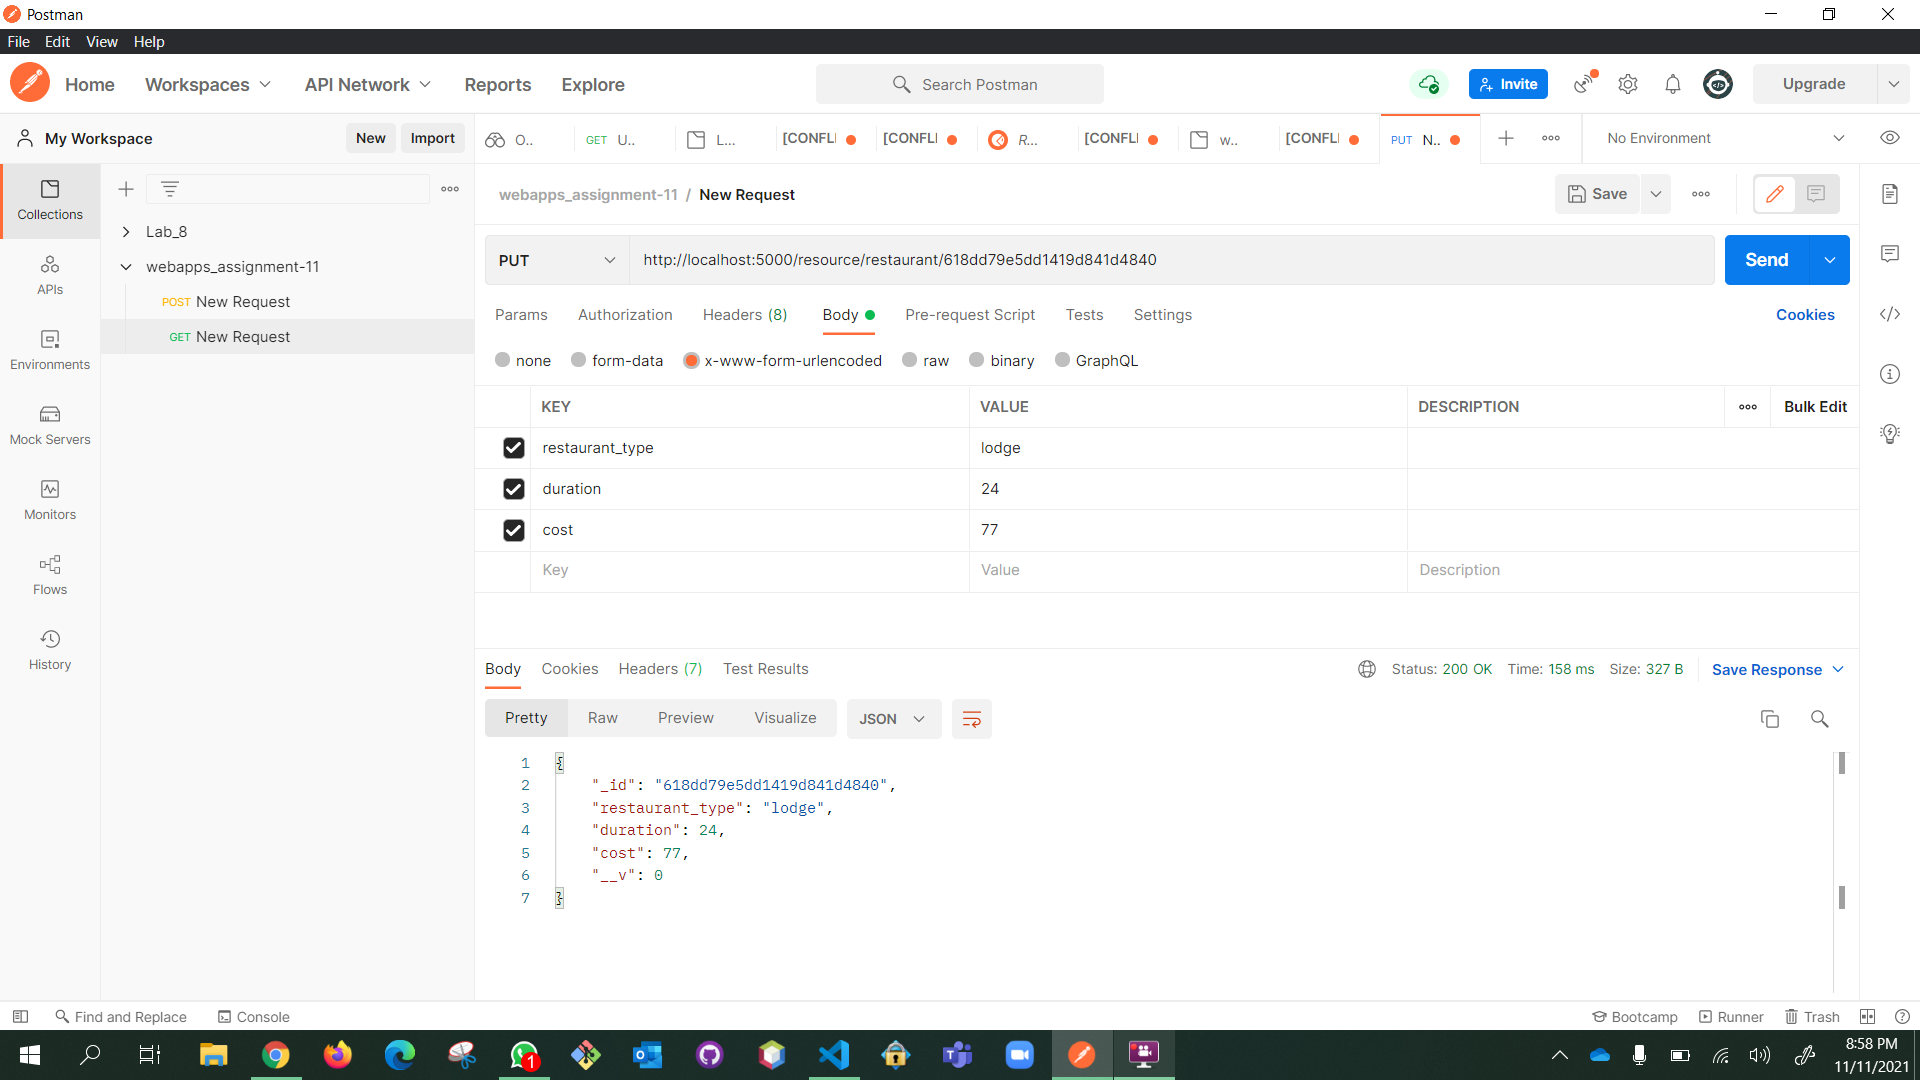 Postman
File Edit View Help
Home Workspaces API Network Reports Explore Search Postman Invite Upgrade
My Workspace New Import O.. GET U.. L... [CONFLI [CONFLI R... [CONFLI w.. [CONFLI PUT N.. No Environment
webapps_assignment-11 / New Request Save
Collections
Lab_8
webapps_assignment-11
POST New Request
GET New Request
APIs
Environments
Mock Servers
Monitors
Flows
History
PUT http://localhost:5000/resource/restaurant/618dd79e5dd1419d841d4840 Send
Params Authorization Headers (8) Body Pre-request Script Tests Settings Cookies
none form-data x-www-form-urlencoded raw binary GraphQL
KEY VALUE DESCRIPTION Bulk Edit
restaurant_type lodge
duration 24
cost 77
Key Value Description
Body Cookies Headers (7) Test Results Status: 200 OK Time: 158 ms Size: 327 B Save Response
Pretty Raw Preview Visualize JSON
1 {
2 "_id": "618dd79e5dd1419d841d4840",
3 "restaurant_type": "lodge",
4 "duration": 24,
5 "cost": 77,
6 "__v": 0
7 }
Find and Replace Console Bootcamp Runner Trash
1
8:58 PM
11/11/2021